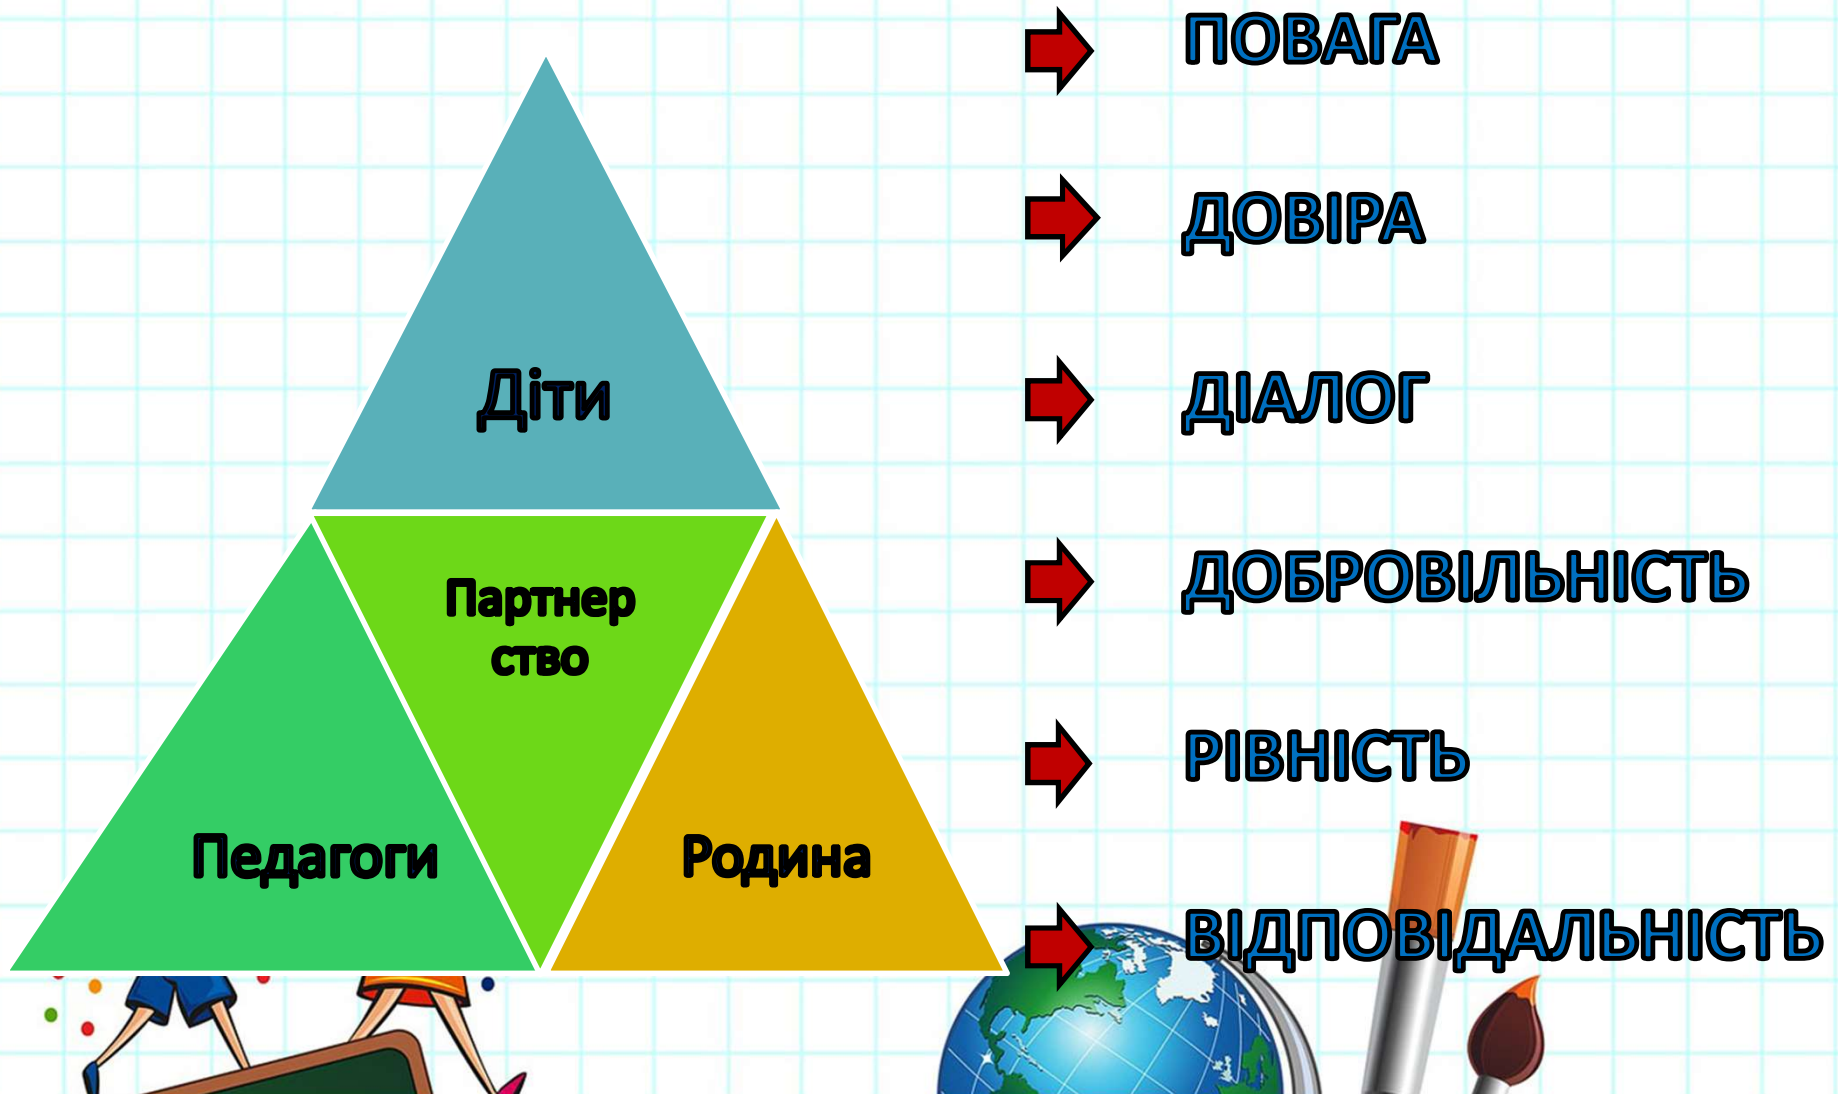 Діти
Партнер
ство
Педагоги
Родина
ПОВАГА
ДОВІРА
ДІАЛОГ
ДОБРОВІЛЬНІСТЬ
РІВНІСТЬ
ВІДПОВІДАЛЬНІСТЬ